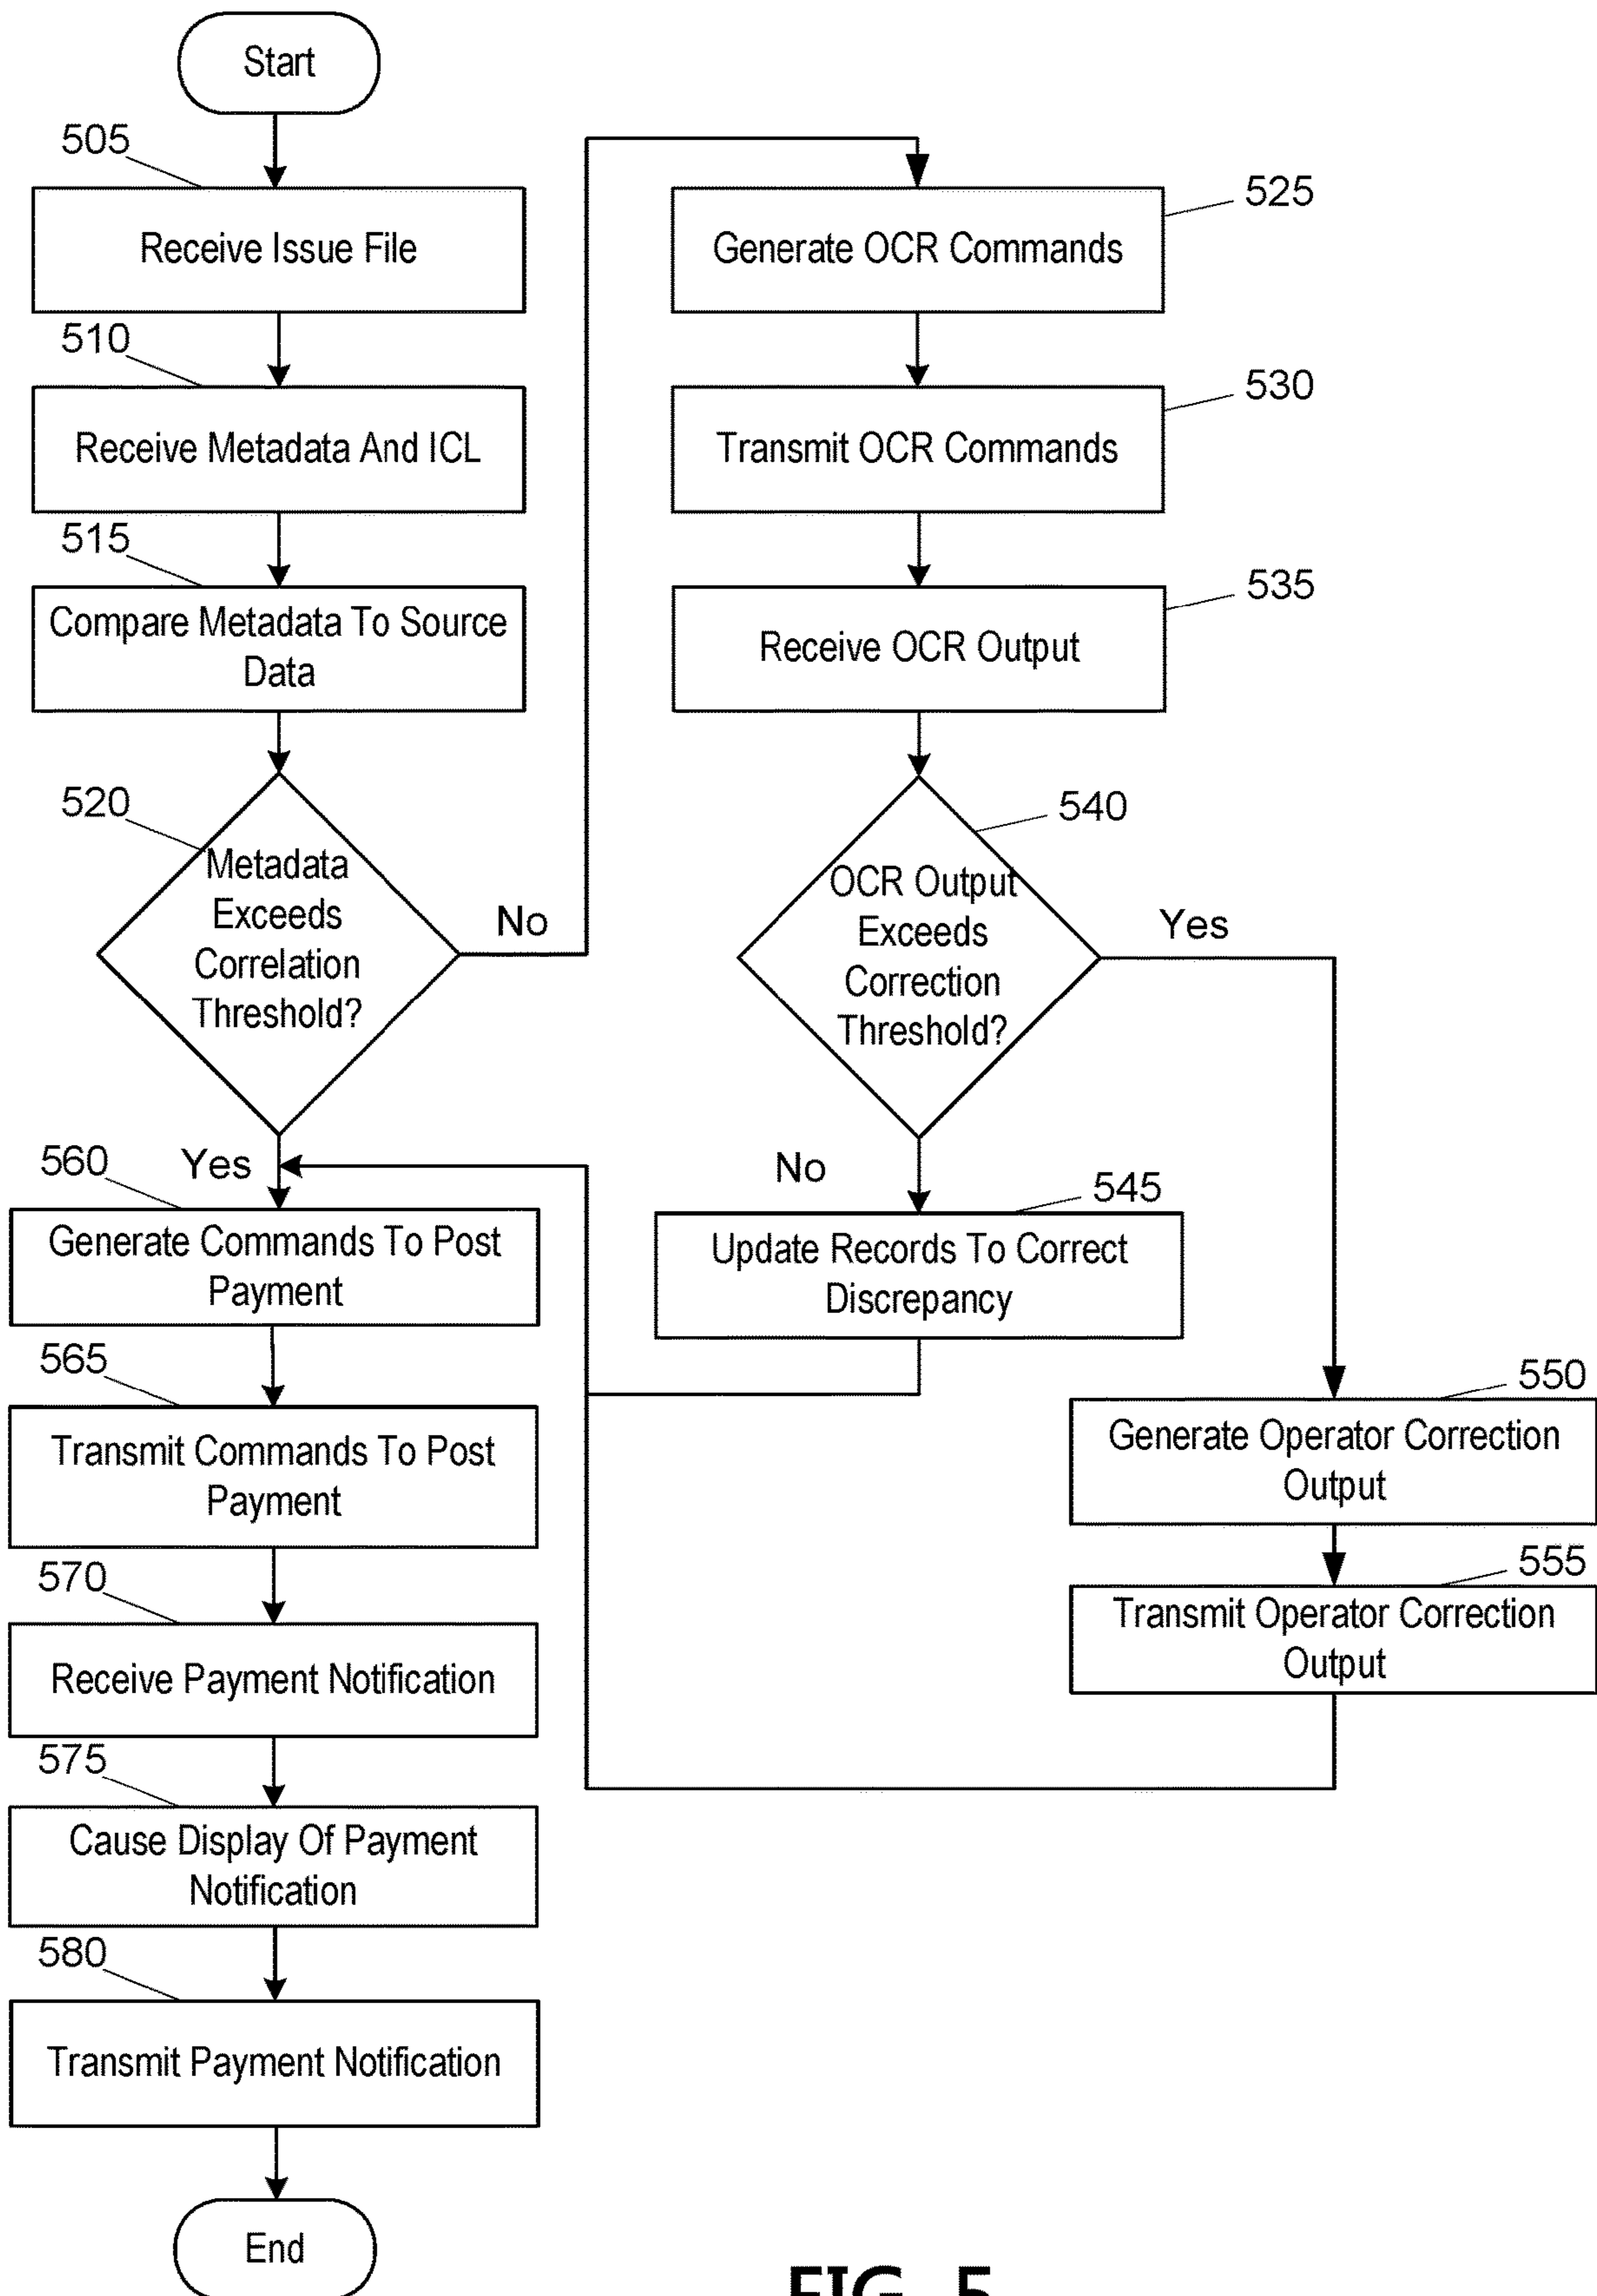 Start
505
Receive Issue File
510
Receive Metadata And ICL
515
Compare Metadata To Source
Data
520
Metadata
Exceeds
Correlation
Threshold?
No
Yes
525
Generate OCR Commands
530
Transmit OCR Commands
535
Receive OCR Output
540
OCR Output
Exceeds
Correction
Threshold?
Yes
No
545
Update Records To Correct
Discrepancy
550
Generate Operator Correction
Output
555
Transmit Operator Correction
Output
560
Generate Commands To Post
Payment
565
Transmit Commands To Post
Payment
570
Receive Payment Notification
575
Cause Display Of Payment
Notification
580
Transmit Payment Notification
End
FIG. 5